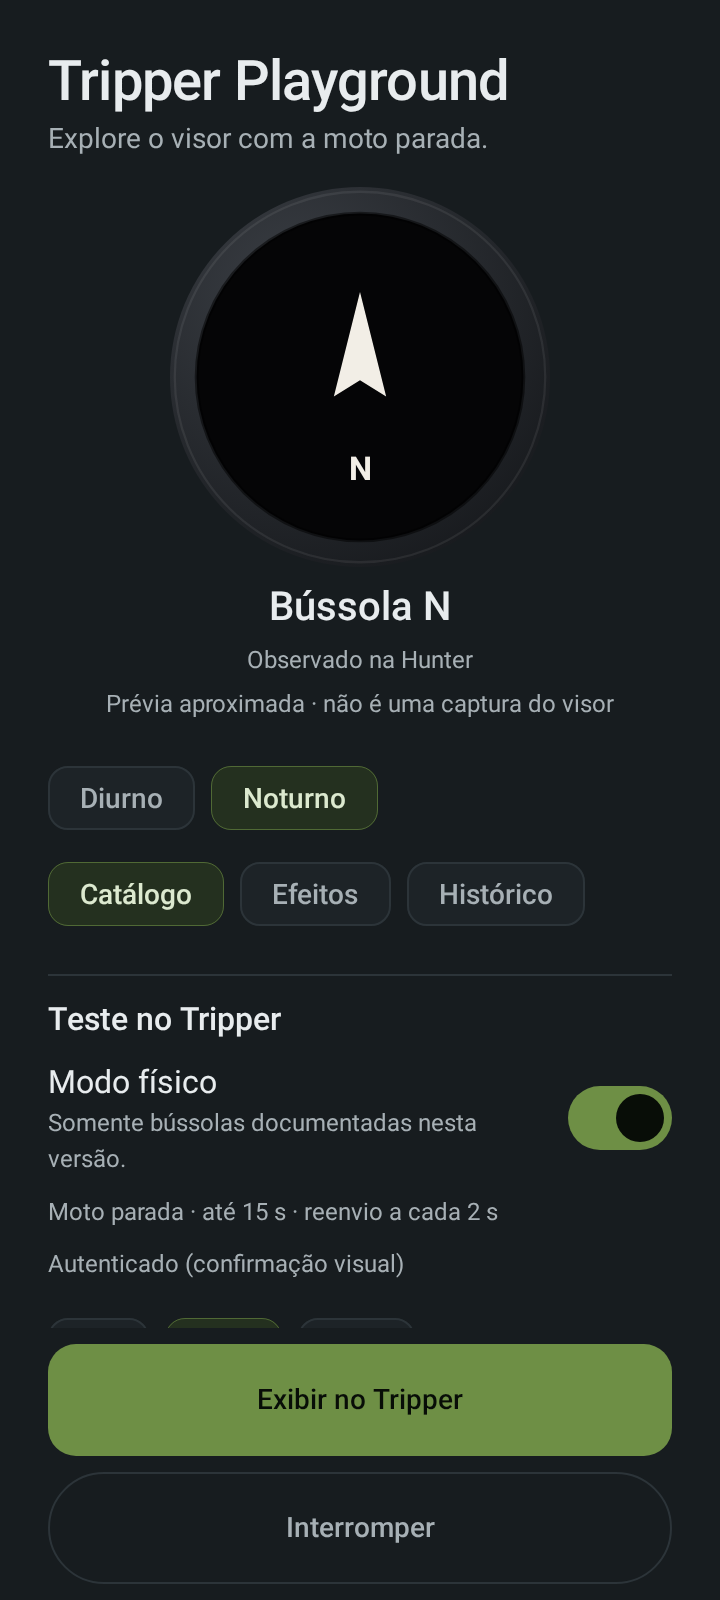 Tripper Playground
Explore o visor com a moto parada.
N
Bússola N
Observado na Hunter
Prévia aproximada · não é uma captura do visor
Diurno
Noturno
Catálogo
Efeitos
Histórico
Teste no Tripper
Modo físico
Somente bússolas documentadas nesta
versão.
Moto parada · até 15 s · reenvio a cada 2 s
Autenticado (confirmação visual)
Exibir no Tripper
Interromper